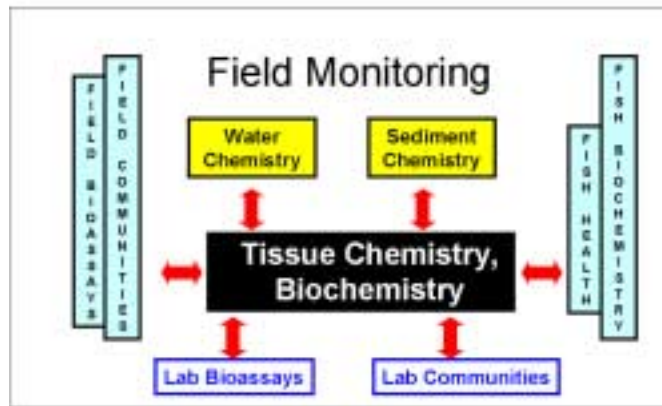 Field Monitoring
FIELD BIOASSAYS
FIELD COMMUNITIES
Water
Chemistry
Sediment
Chemistry
FISH HEALTH
FISH BIOCHEMISTRY
Tissue Chemistry,
Biochemistry
Lab Bioassays
Lab Communities